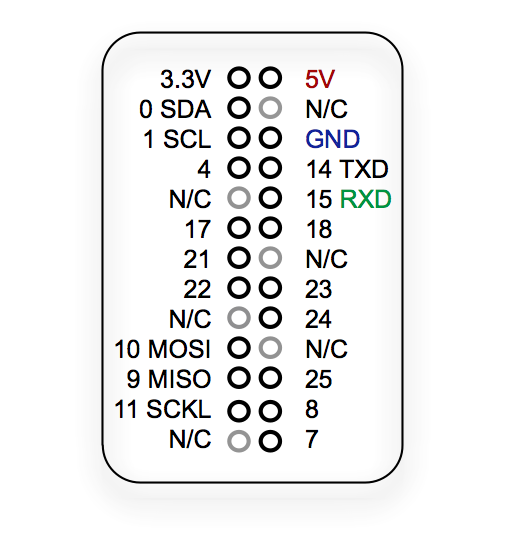 3.3V 5V
0 SDA N/C
1 SCL GND
4 14 TXD
N/C 15 RXD
17 18
21 N/C
22 23
N/C 24
10 MOSI N/C
9 MISO 25
11 SCKL 8
N/C 7